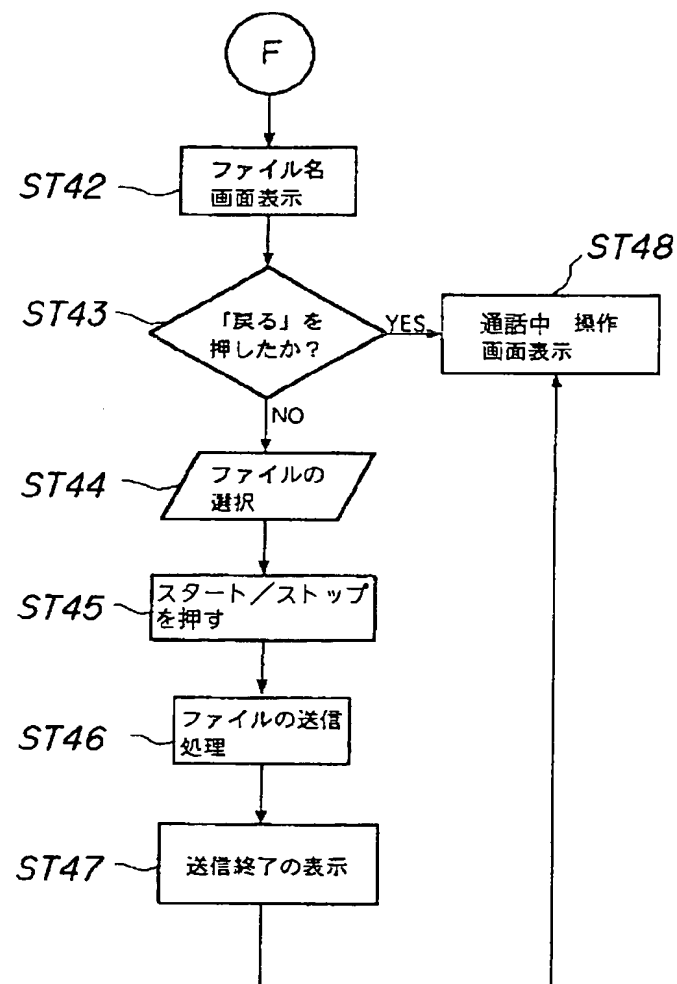 F
ST42
ファイル名
画面表示
ST43
「戻る」を
押したか?
YES
ST48
通話中 操作
画面表示
NO
ST44
ファイルの
選択
ST45
スタート/ストップ
を押す
ST46
ファイルの送信
処理
ST47
送信終了の表示